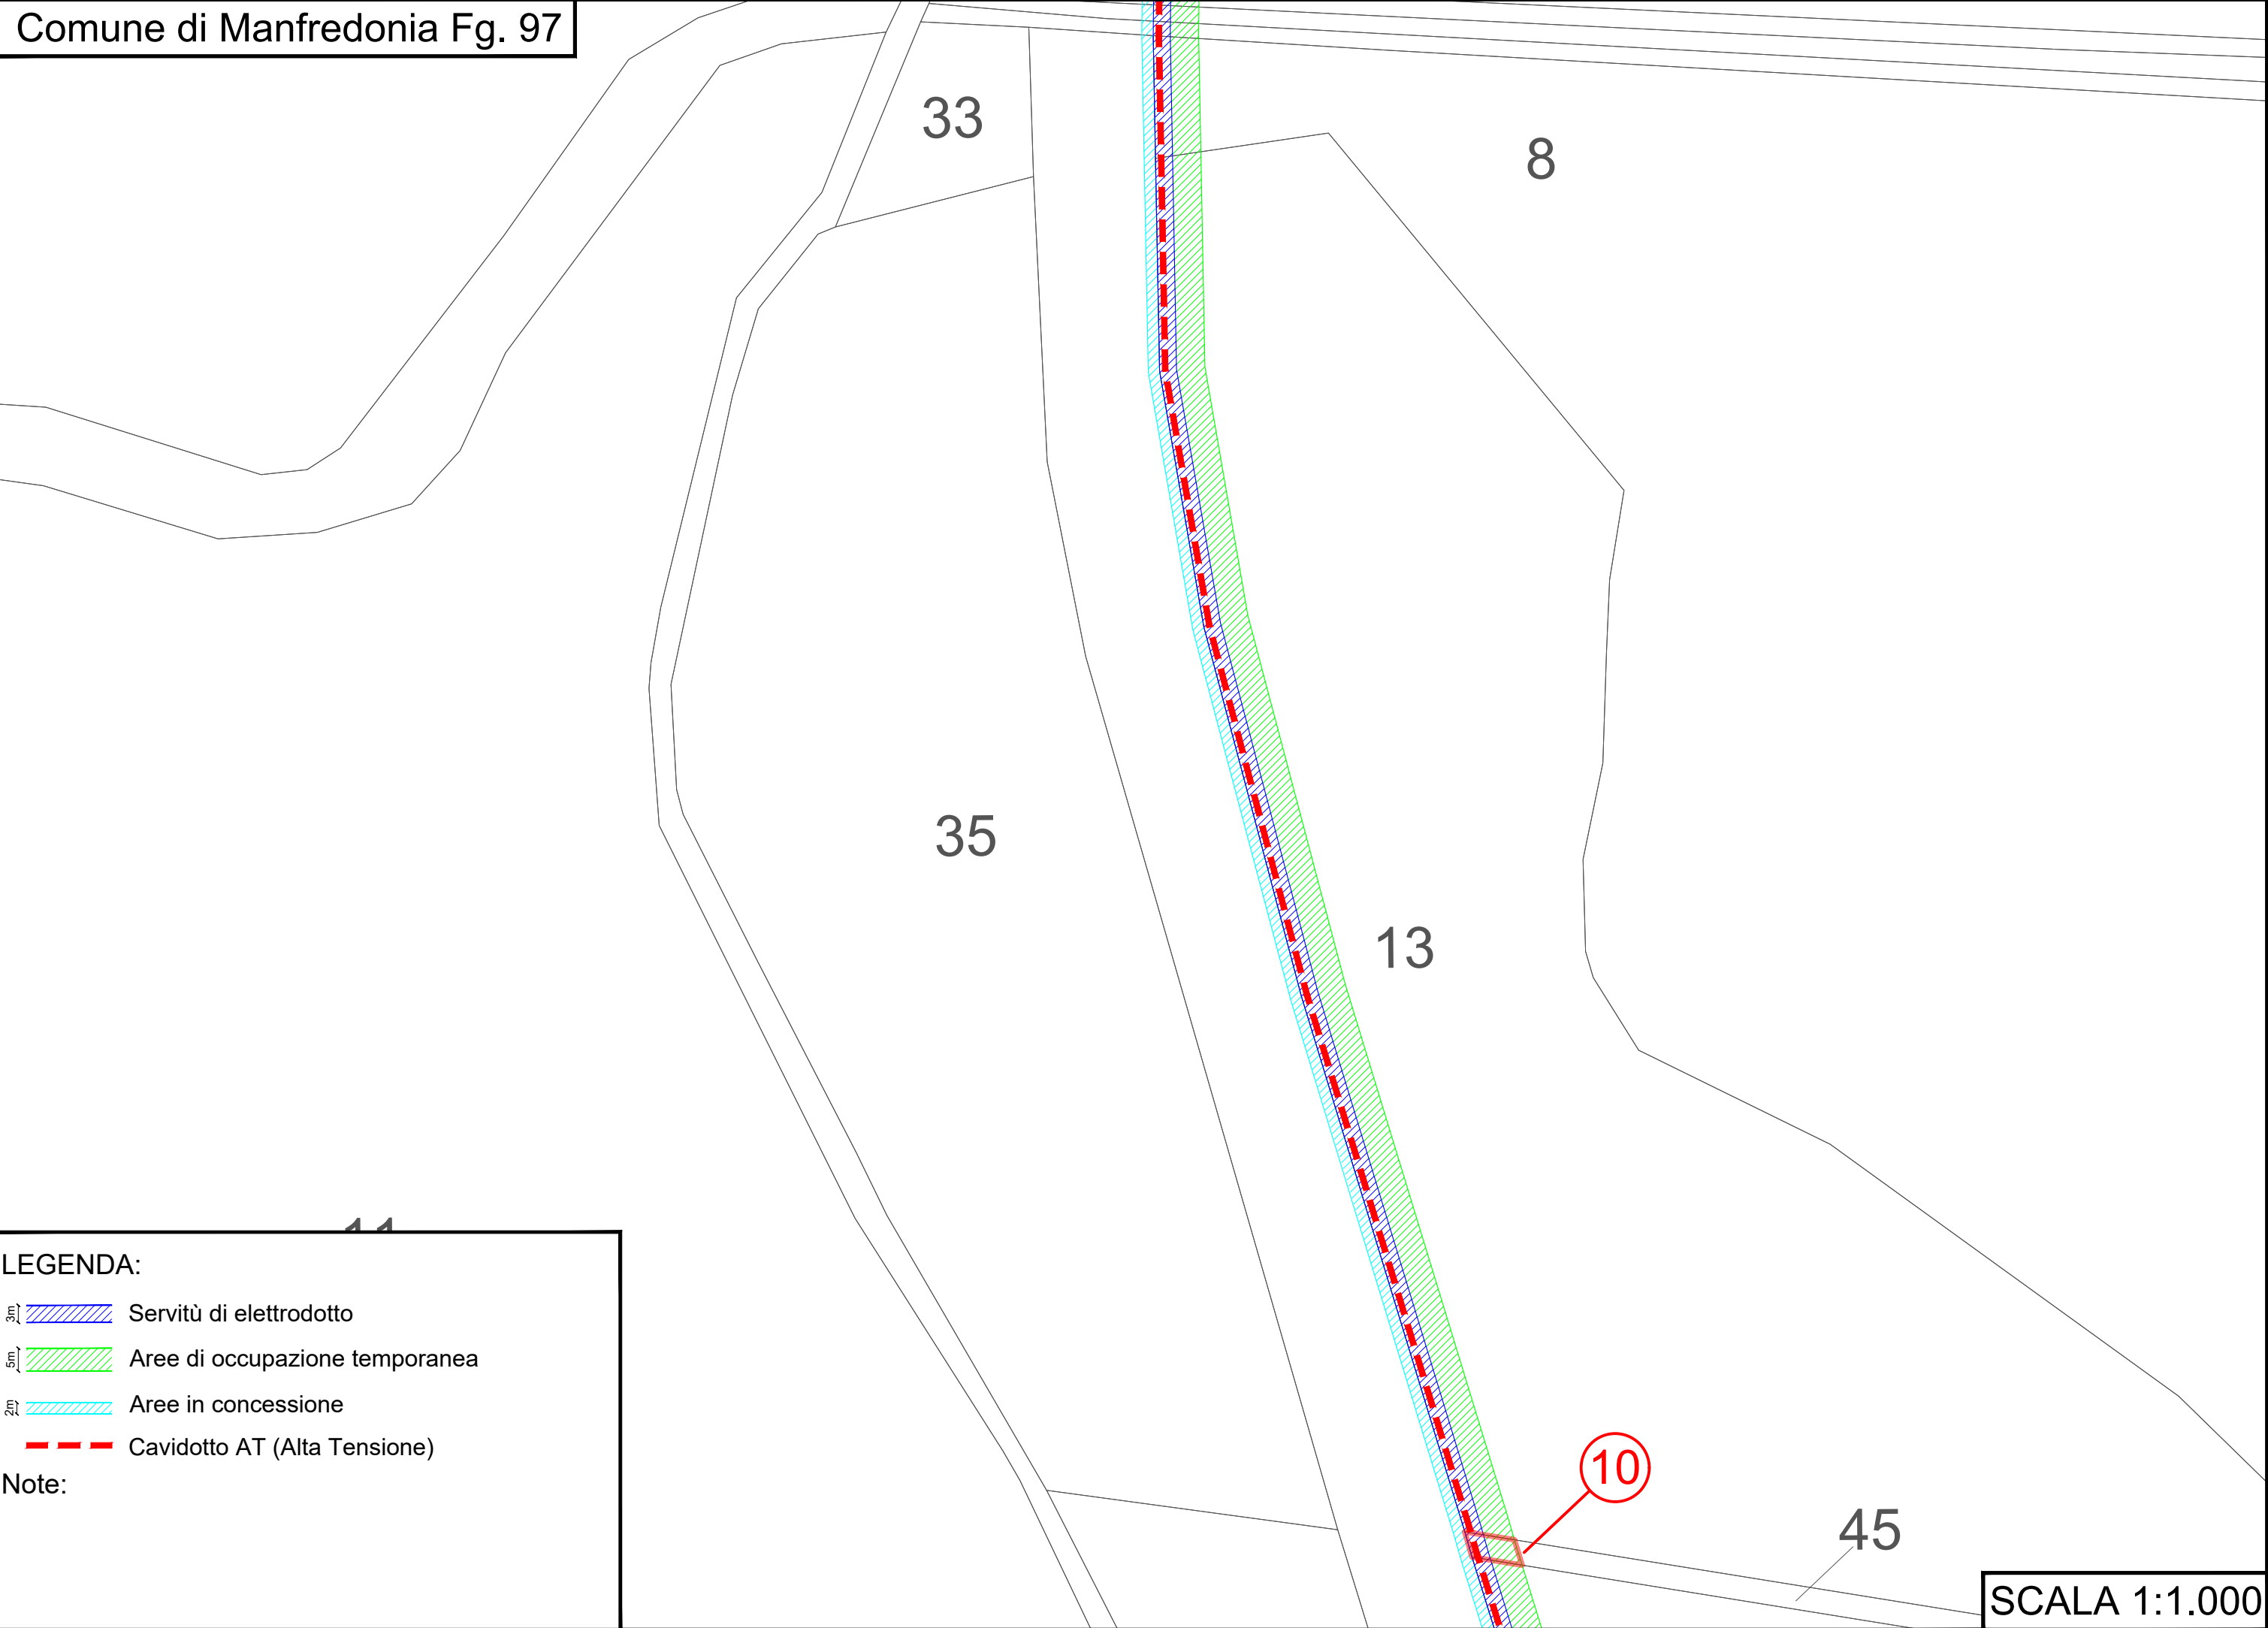 Comune di Manfredonia Fg. 97
33
8
35
13
11
LEGENDA:
3m Servitù di elettrodotto
5m Aree di occupazione temporanea
2m Aree in concessione
Cavidotto AT (Alta Tensione)
Note:
10
45
SCALA 1:1.000